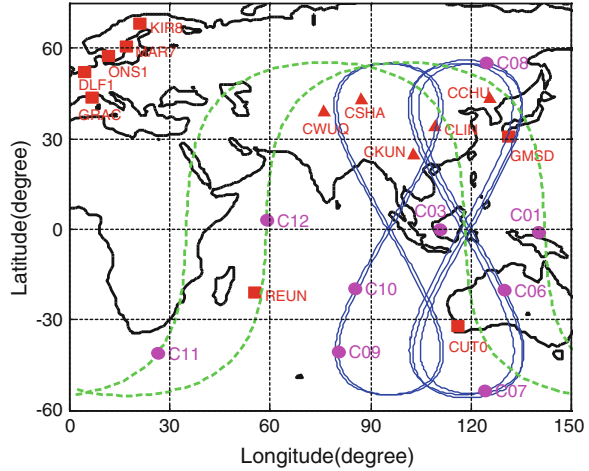 60
KIR8
MAR7
ONS1
C08
DLF1
GRAC
CSHA
CCHU
CWUQ
CLIN
30
CKUN
GMSD
C12
C03
C01
0
Latitude(degree)
REUN
C10
C06
-30
CUT0
C11
C09
C07
-60
0
30
60
90
120
150
Longitude(degree)